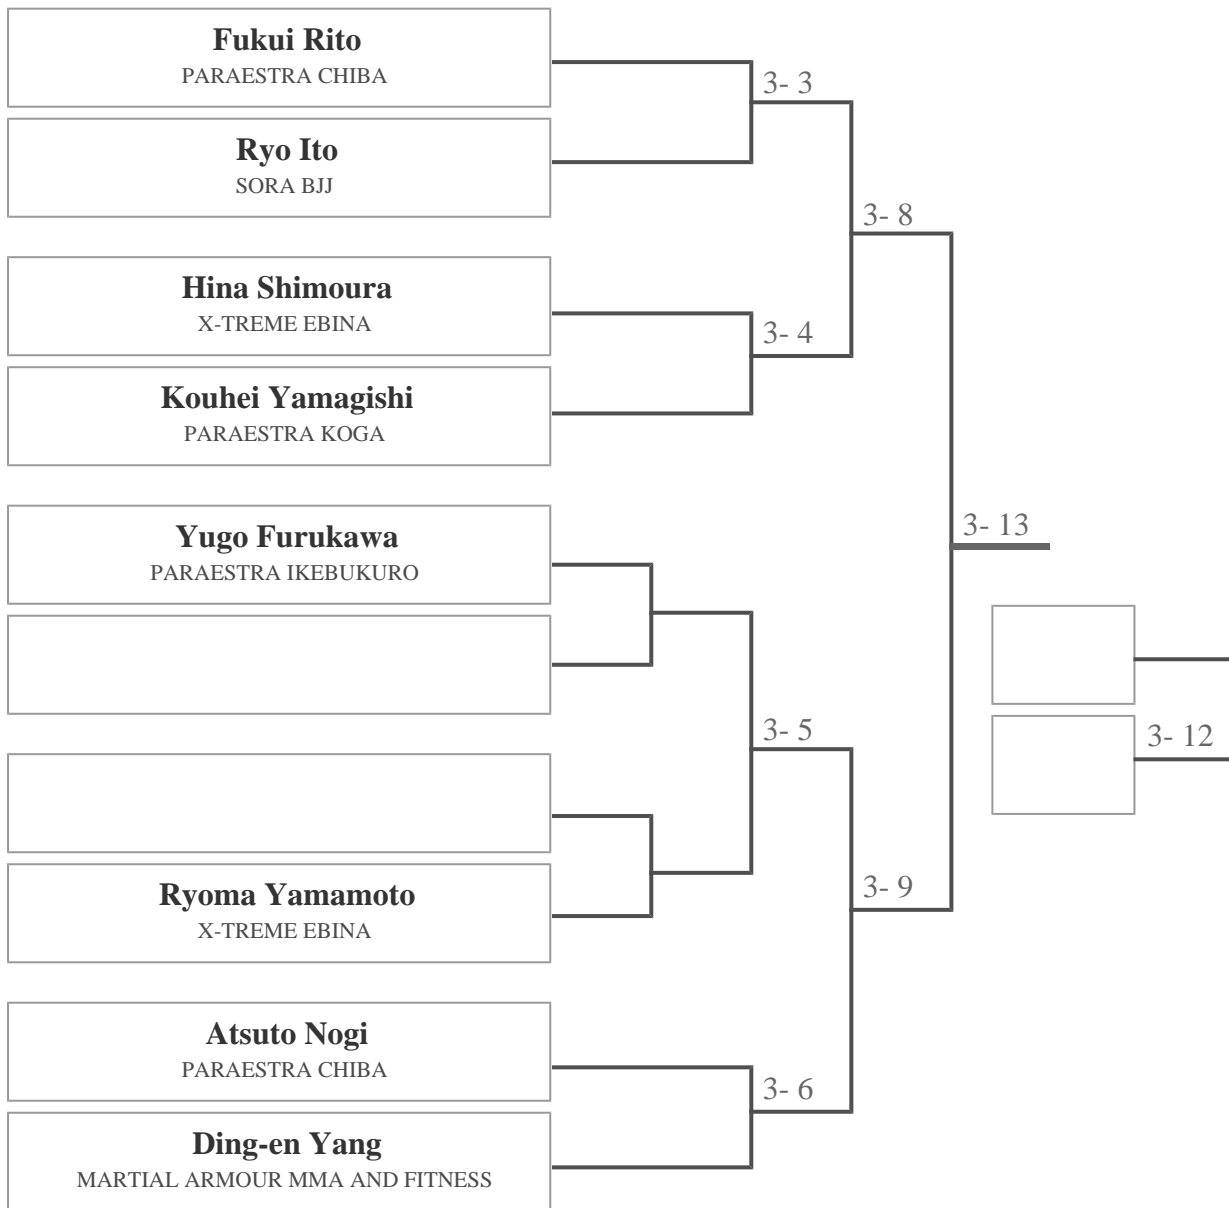 Fukui Rito
PARAESTRA CHIBA
3- 3
Ryo Ito
SORA BJJ
3- 8
Hina Shimoura
X-TREME EBINA
3- 4
Kouhei Yamagishi
PARAESTRA KOGA
Yugo Furukawa
PARAESTRA IKEBUKURO
3- 13
3- 5
3- 12
Ryoma Yamamoto
X-TREME EBINA
3- 9
Atsuto Nogi
PARAESTRA CHIBA
3- 6
Ding-en Yang
MARTIAL ARMOUR MMA AND FITNESS